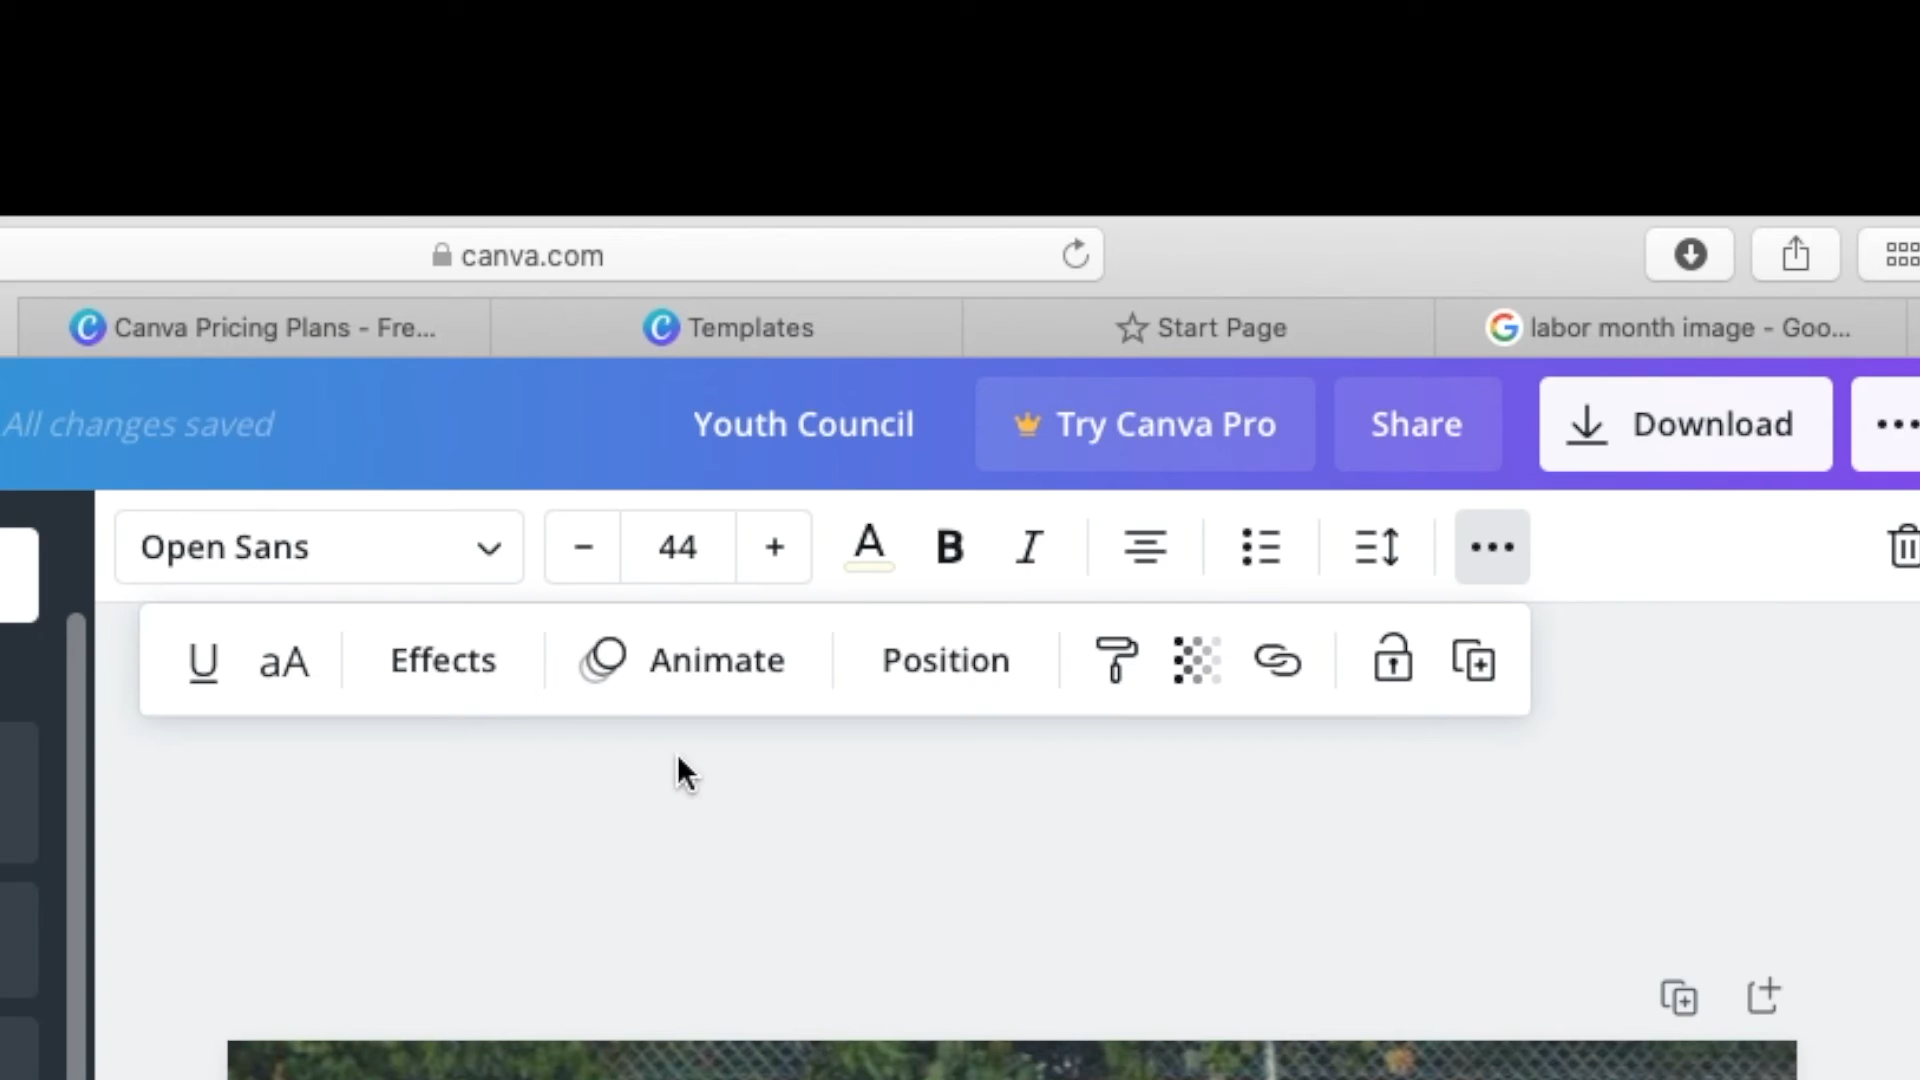 canva.com
Canva Pricing Plans - Fre...
Templates
Start Page
labor month image - Goo...
All changes saved
Youth Council
Try Canva Pro
Share
Download
Open Sans
44
A
B
I
U
aA
Effects
Animate
Position